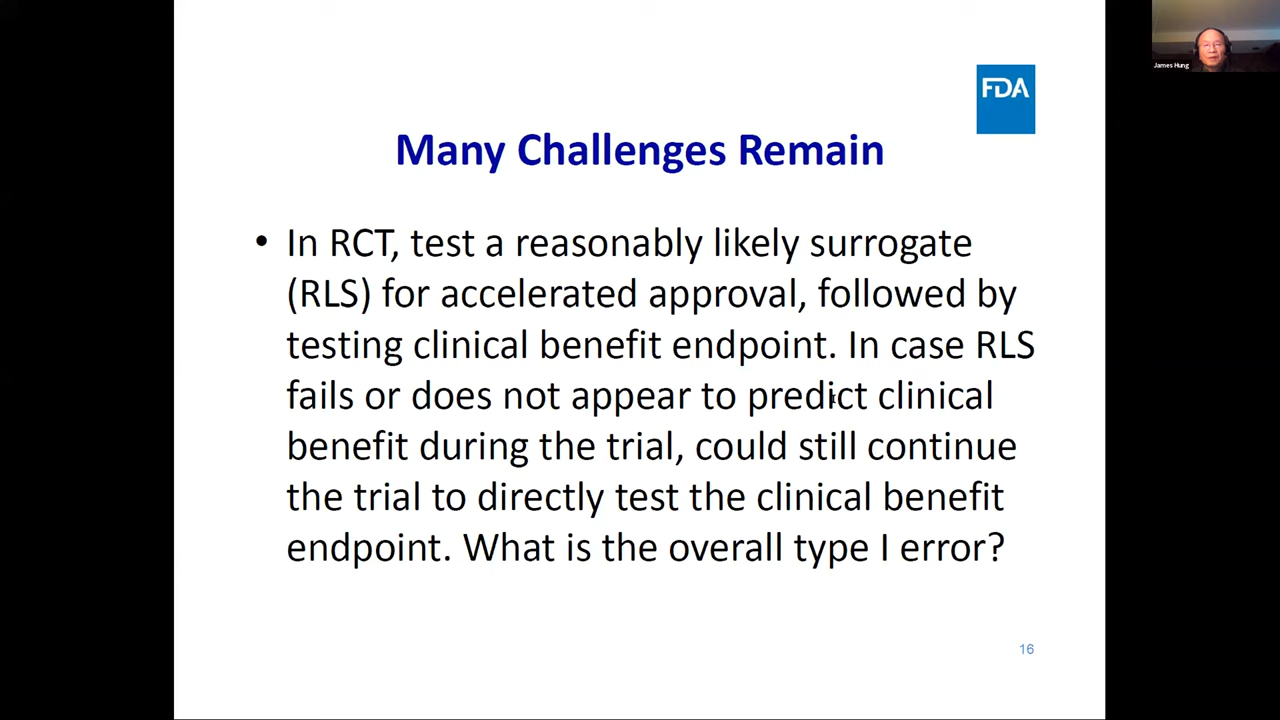 James Hung
FDA
Many Challenges Remain
• In RCT, test a reasonably likely surrogate
(RLS) for accelerated approval, followed by
testing clinical benefit endpoint. In case RLS
fails or does not appear to predict clinical
benefit during the trial, could still continue
the trial to directly test the clinical benefit
endpoint. What is the overall type I error?
16